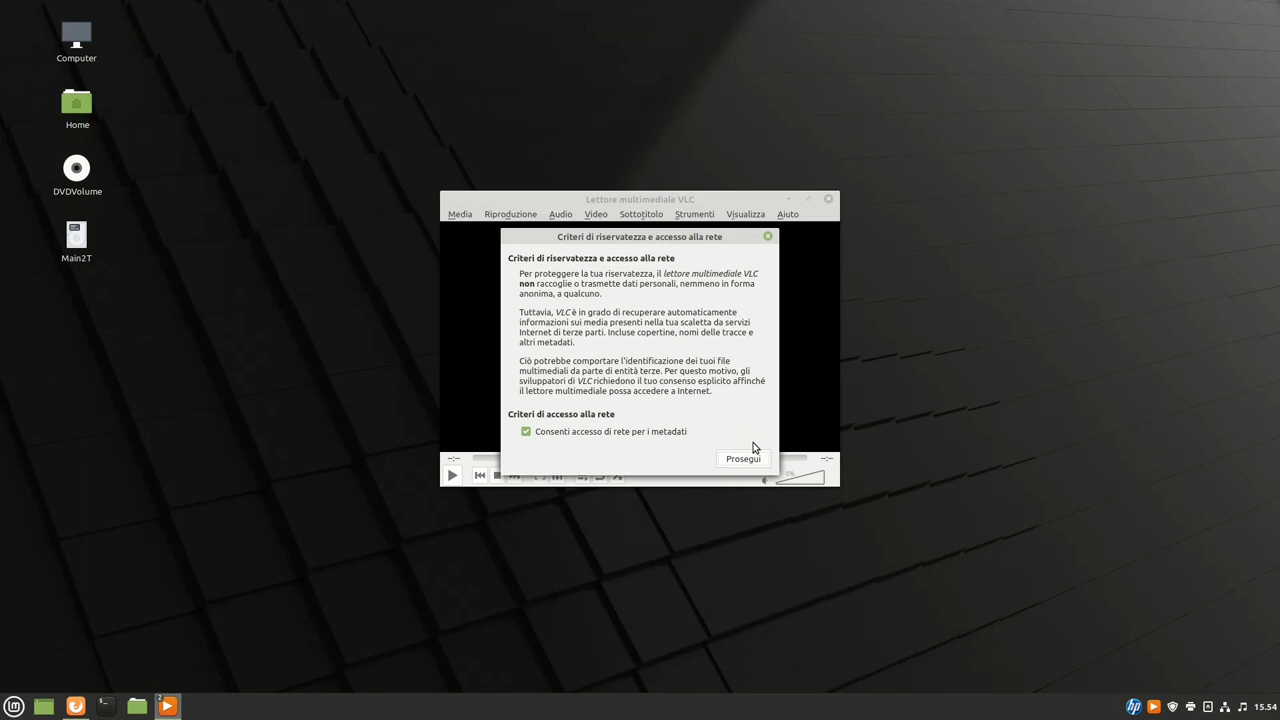 Computer
Home
DVDVolume
Main2T
Lettore multimediale VLC
Media Riproduzione Audio Video Sottotitolo Strumenti Visualizza Aiuto
Criteri di riservatezza e accesso alla rete
Criteri di riservatezza e accesso alla rete
Per proteggere la tua riservatezza, il lettore multimediale VLC
non raccoglie o trasmette dati personali, nemmeno in forma
anonima, a qualcuno.
Tuttavia, VLC è in grado di recuperare automaticamente
informazioni sui media presenti nella tua scaletta da servizi
Internet di terze parti. Incluse copertine, nomi delle tracce e
altri metadati.
Ciò potrebbe comportare l'identificazione dei tuoi file
multimediali da parte di entità terze. Per questo motivo, gli
sviluppatori di VLC richiedono il tuo consenso esplicito affinché
il lettore multimediale possa accedere a Internet.
Criteri di accesso alla rete
Consenti accesso di rete per i metadati
Prosegui
--:-- --:--
0%
2
hp
15.54